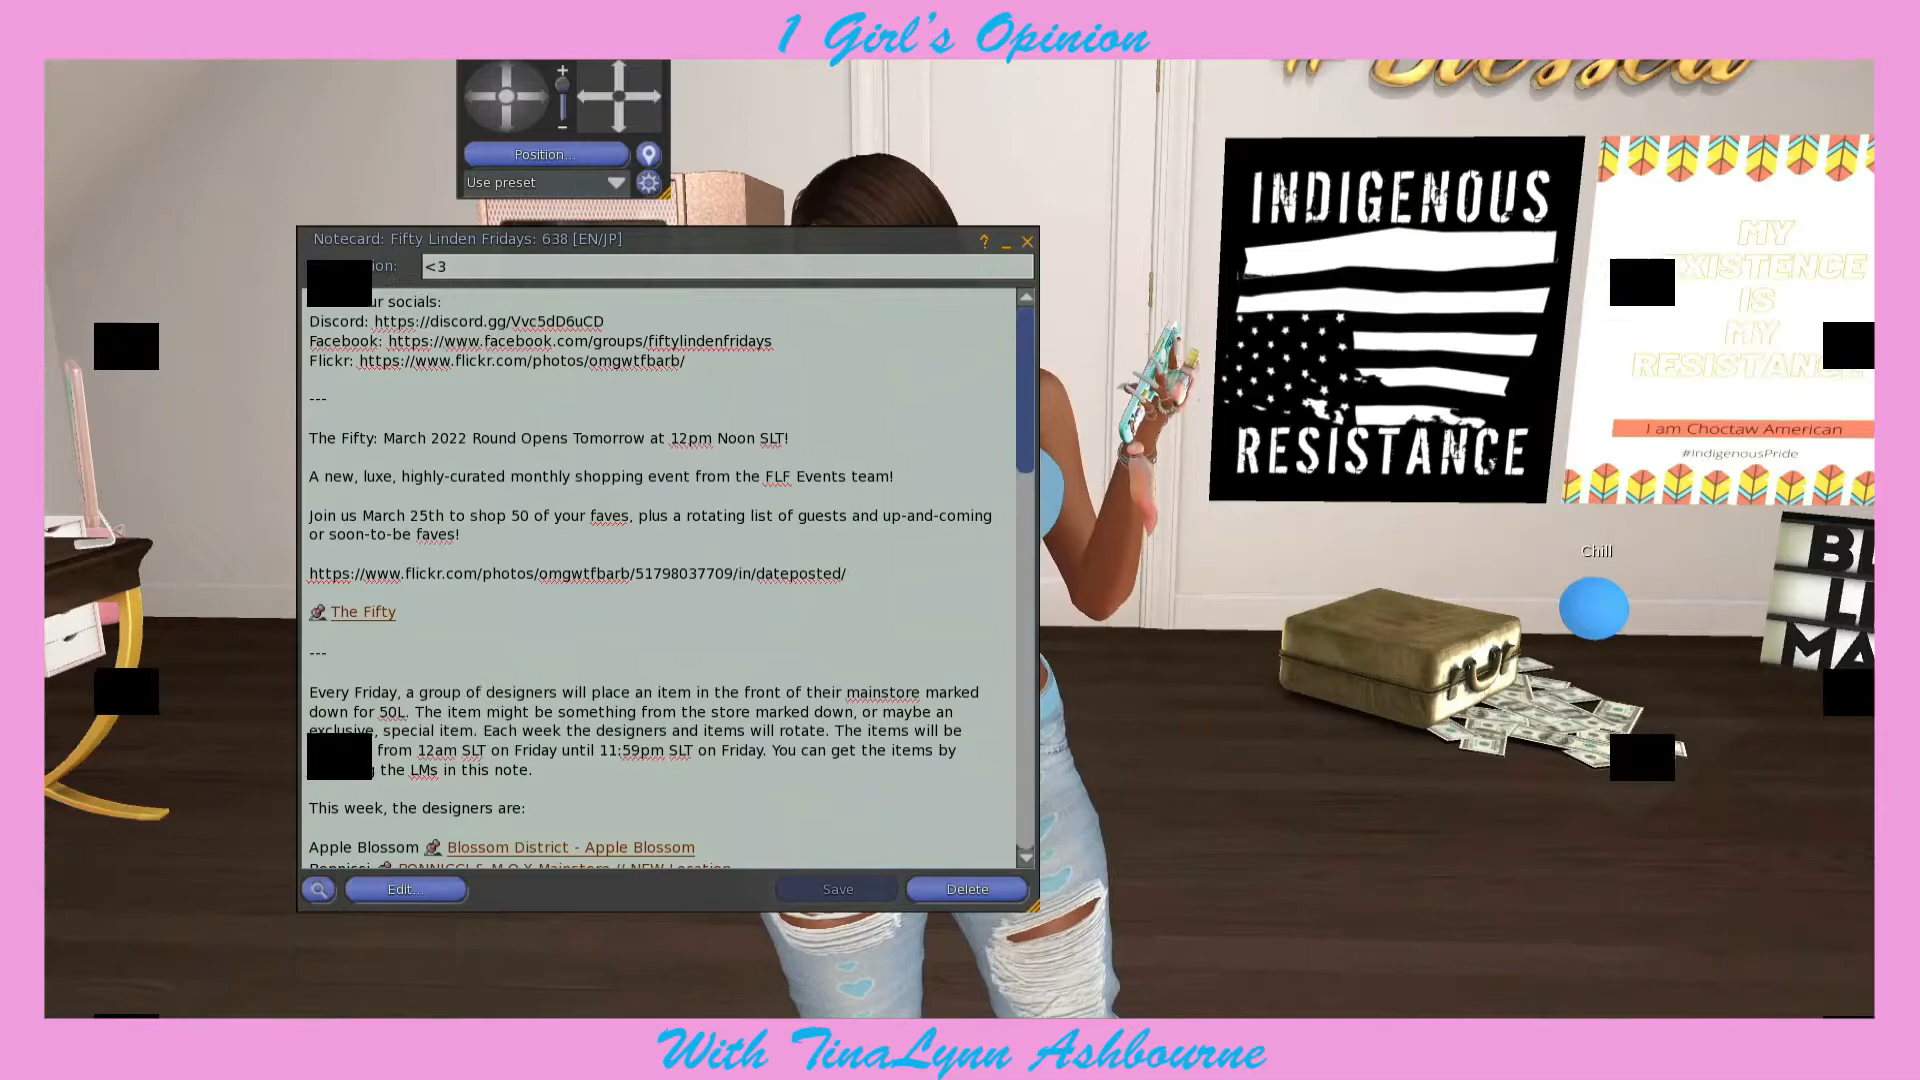 1 Girl's Opinion
#Blessed
Position...
Use preset
Notecard: Fifty Linden Fridays: 638 [EN/JP]
ion: <3
ur socials:
Discord: https://discord.gg/Vvc5dD6uCD
Facebook: https://www.facebook.com/groups/fiftylindenfridays
Flickr: https://www.flickr.com/photos/omgwtfbarb/
---
The Fifty: March 2022 Round Opens Tomorrow at 12pm Noon SLT!
A new, luxe, highly-curated monthly shopping event from the FLF Events team!
Join us March 25th to shop 50 of your faves, plus a rotating list of guests and up-and-coming
or soon-to-be faves!
https://www.flickr.com/photos/omgwtfbarb/51798037709/in/dateposted/
The Fifty
---
Every Friday, a group of designers will place an item in the front of their mainstore marked
down for 50L. The item might be something from the store marked down, or maybe an
exclusive, special item. Each week the designers and items will rotate. The items will be
from 12am SLT on Friday until 11:59pm SLT on Friday. You can get the items by
the LMs in this note.
This week, the designers are:
Apple Blossom Blossom District - Apple Blossom
Edit...
Save
Delete
INDIGENOUS
RESISTANCE
MY
EXISTENCE
IS
MY
RESISTANC
I am Choctaw American
#IndigenousPride
Chill
BL
LI
MA
With TinaLynn Ashbourne